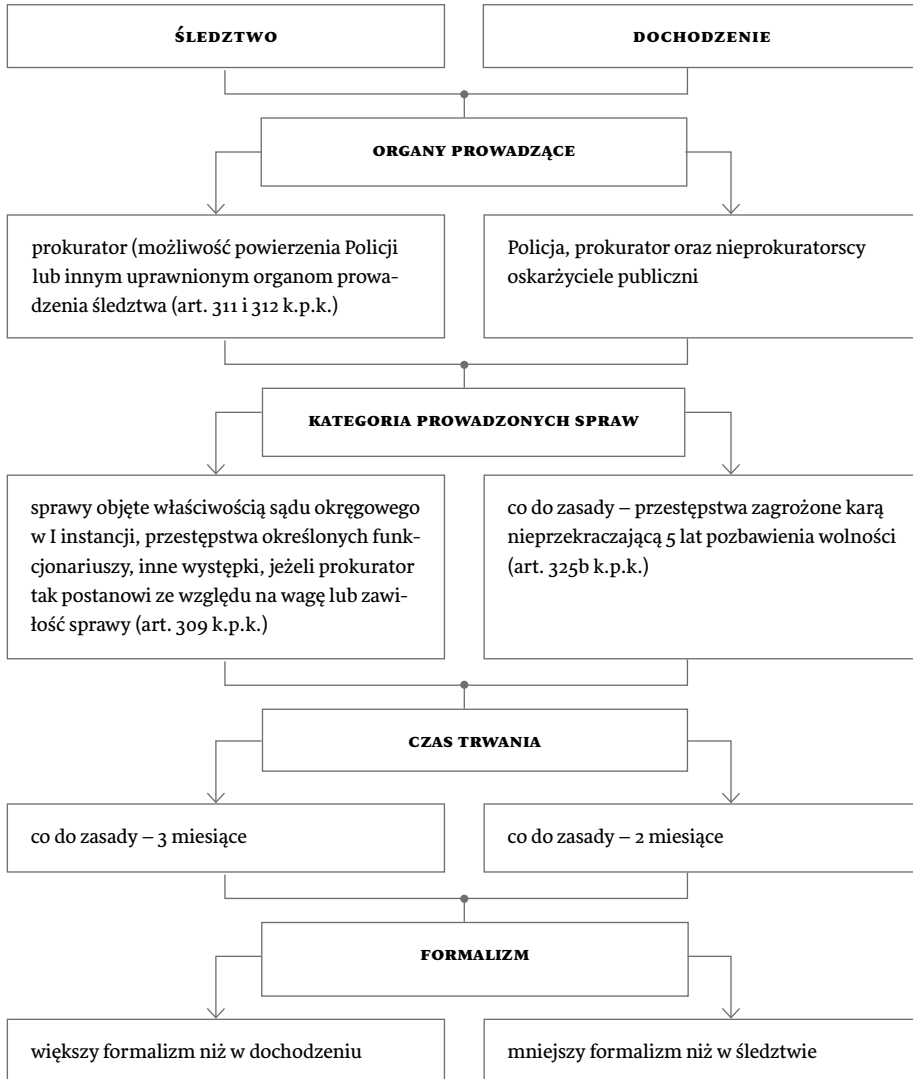 ŚLEDZTWO
DOCHODZENIE
ORGANY PROWADZĄCE
prokurator (możliwość powierzenia Policji
lub innym uprawnionym organom prowa-
dzenia śledztwa (art. 311 i 312 k.p.k.)
Policja, prokurator oraz nieprokuratorscy
oskarżyciele publiczni
KATEGORIA PROWADZONYCH SPRAW
sprawy objęte właściwością sądu okręgowego
w I instancji, przestępstwa określonych funk-
cjonariuszy, inne występki, jeżeli prokurator
tak postanowi ze względu na wagę lub zawi-
łość sprawy (art. 309 k.p.k.)
co do zasady – przestępstwa zagrożone karą
nieprzekraczającą 5 lat pozbawienia wolności
(art. 325b k.p.k.)
CZAS TRWANIA
co do zasady – 3 miesiące
co do zasady – 2 miesiące
FORMALIZM
większy formalizm niż w dochodzeniu
mniejszy formalizm niż w śledztwie